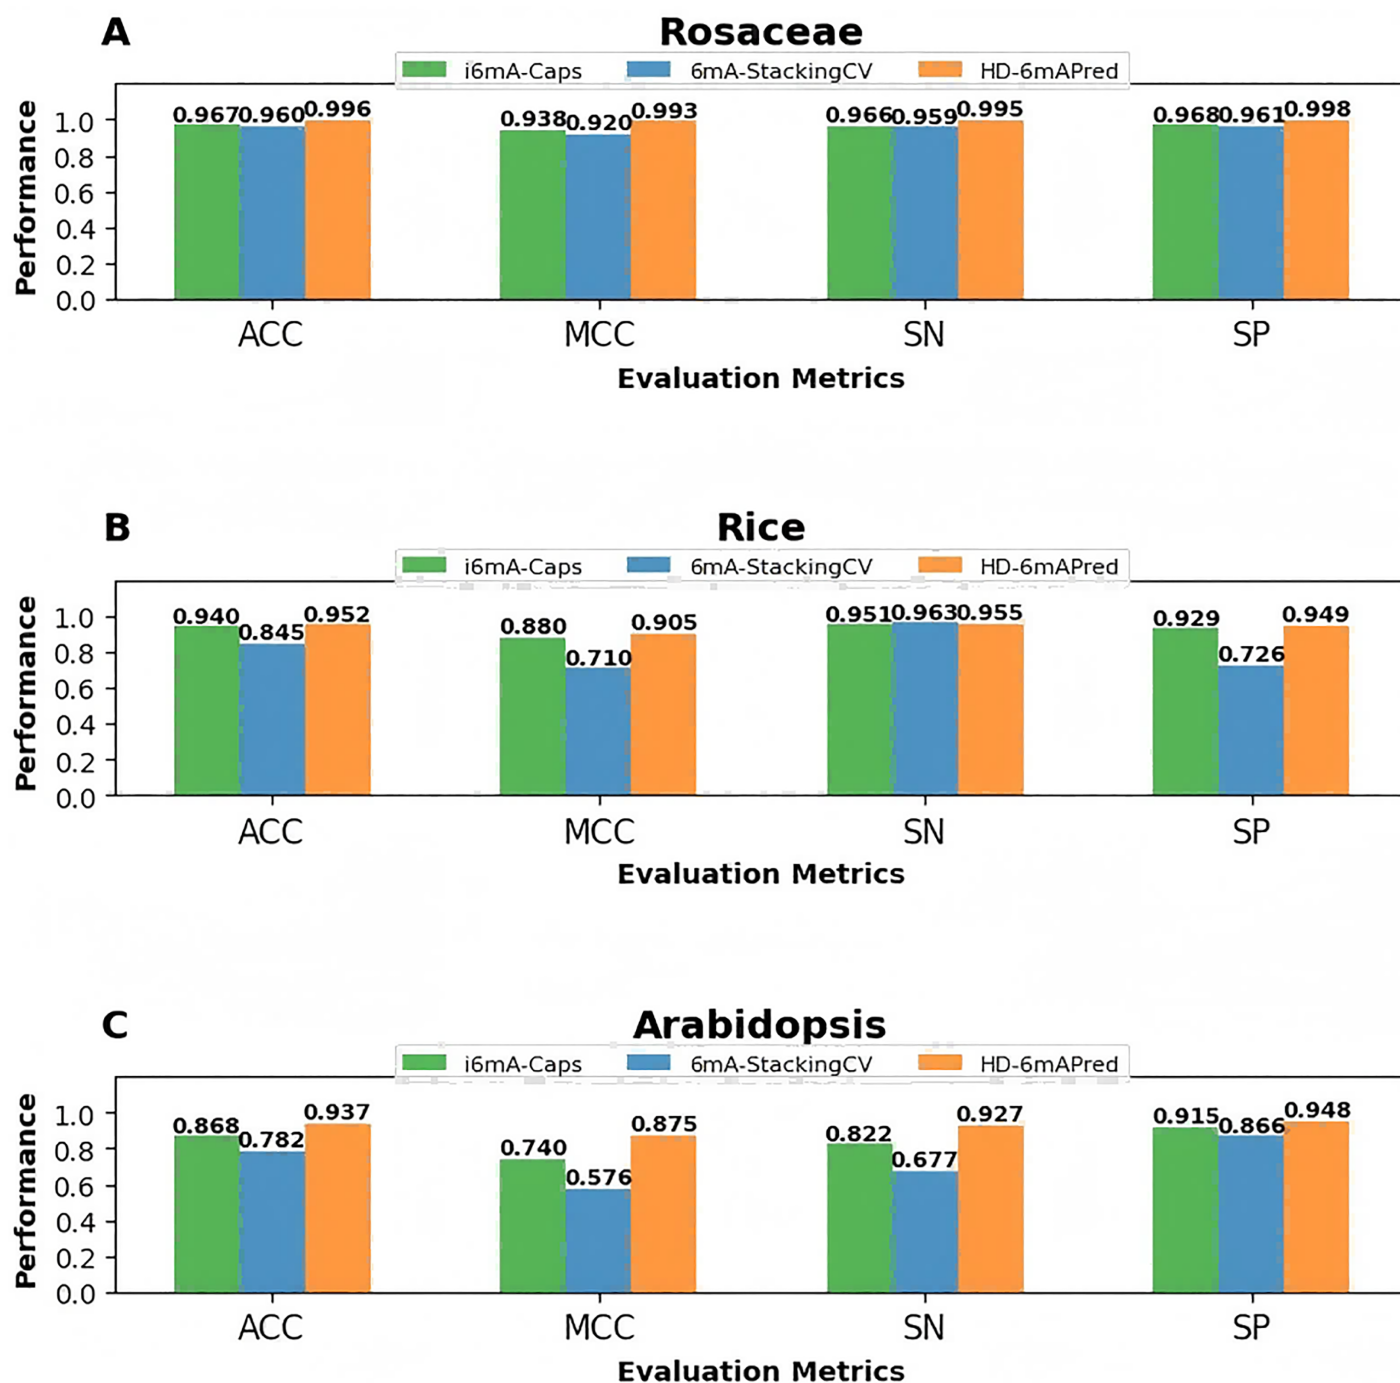 A
Rosaceae
i6mA-Caps 6mA-StackingCV HD-6mAPred
Performance
1.0
0.8
0.6
0.4
0.2
0.0
0.967 0.960 0.996 0.938 0.920 0.993 0.966 0.959 0.995 0.968 0.961 0.998
ACC MCC SN SP
Evaluation Metrics
B
Rice
i6mA-Caps 6mA-StackingCV HD-6mAPred
Performance
1.0
0.8
0.6
0.4
0.2
0.0
0.940 0.845 0.952 0.880 0.710 0.905 0.951 0.963 0.955 0.929 0.726 0.949
ACC MCC SN SP
Evaluation Metrics
C
Arabidopsis
i6mA-Caps 6mA-StackingCV HD-6mAPred
Performance
1.0
0.8
0.6
0.4
0.2
0.0
0.868 0.782 0.937 0.740 0.576 0.875 0.822 0.677 0.927 0.915 0.866 0.948
ACC MCC SN SP
Evaluation Metrics